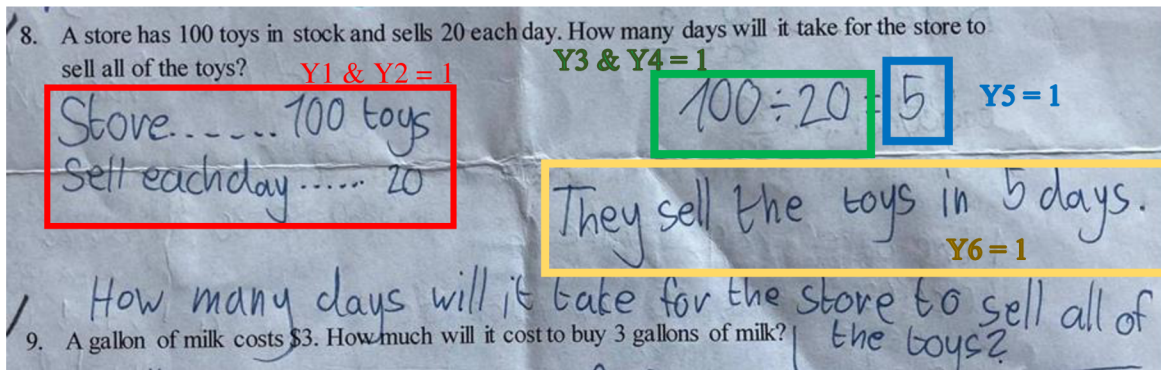 8. A store has 100 toys in stock and sells 20 each day. How many days will it take for the store to
sell all of the toys?
Y1 & Y2 = 1
Y3 & Y4 = 1
Store...... 100 toys
100 ÷ 20 = 5
Y5 = 1
Sell each day ...... 20
They sell the toys in 5 days.
Y6 = 1
How many days will it take for the store to sell all of
the toys?
9. A gallon of milk costs $3. How much will it cost to buy 3 gallons of milk?